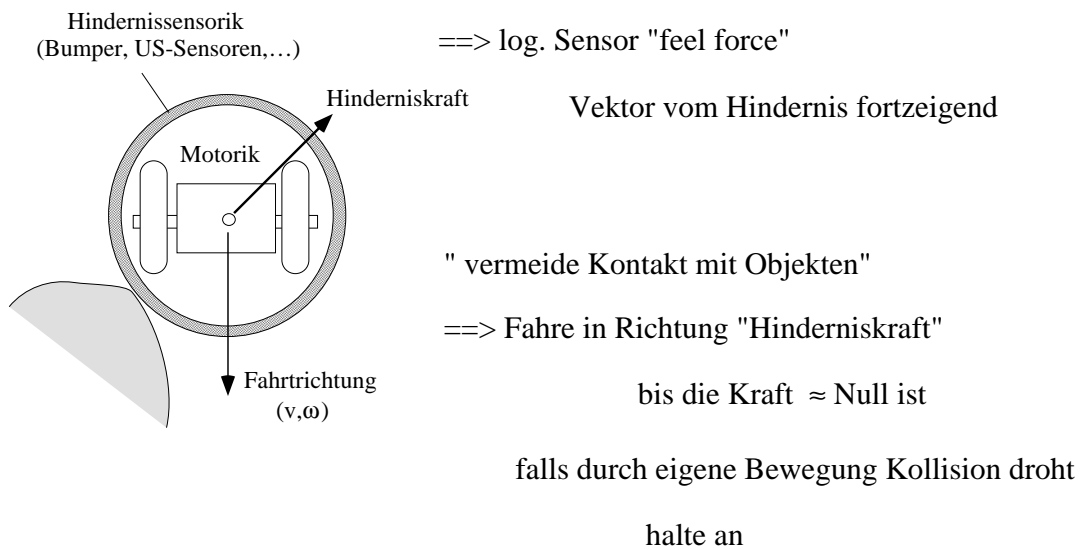 Hindernissensorik
(Bumper, US-Sensoren,…)
Hinderniskraft
Motorik
Fahrtrichtung
(v,ω)
==> log. Sensor "feel force"
Vektor vom Hindernis fortzeigend
" vermeide Kontakt mit Objekten"
==> Fahre in Richtung "Hinderniskraft"
bis die Kraft ≈ Null ist
falls durch eigene Bewegung Kollision droht
halte an